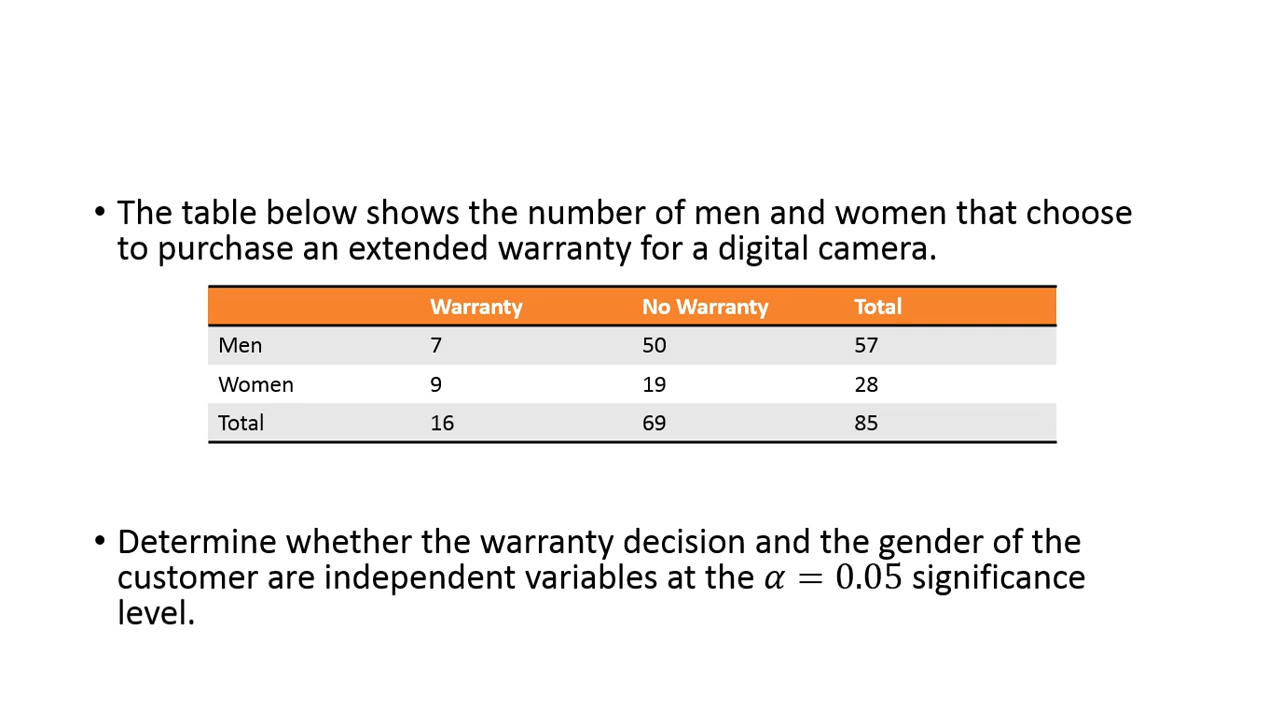 • The table below shows the number of men and women that choose
to purchase an extended warranty for a digital camera.
Warranty No Warranty Total
Men 7 50 57
Women 9 19 28
Total 16 69 85
• Determine whether the warranty decision and the gender of the
customer are independent variables at the α = 0.05 significance
level.